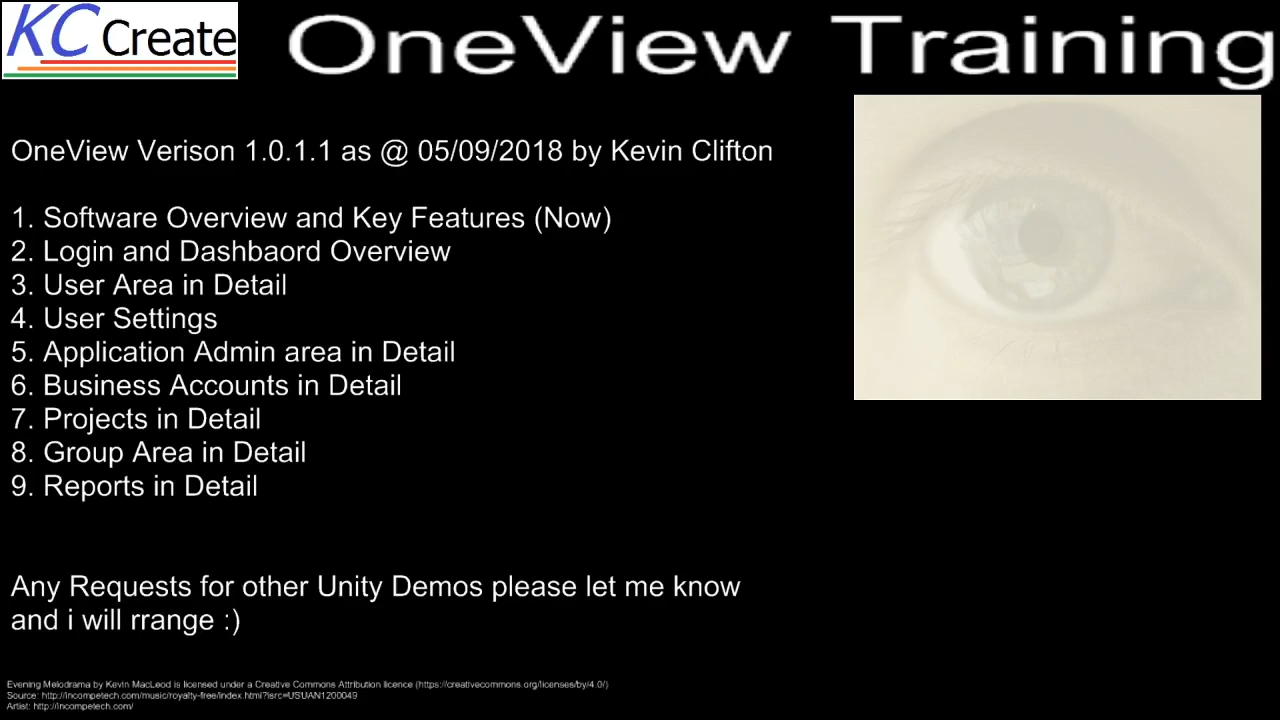 KC Create
OneView Training
OneView Verison 1.0.1.1 as @ 05/09/2018 by Kevin Clifton
1. Software Overview and Key Features (Now)
2. Login and Dashbaord Overview
3. User Area in Detail
4. User Settings
5. Application Admin area in Detail
6. Business Accounts in Detail
7. Projects in Detail
8. Group Area in Detail
9. Reports in Detail
Any Requests for other Unity Demos please let me know
and i will rrange :)
Evening Melodrama by Kevin MacLeod is licensed under a Creative Commons Attribution licence (https://creativecommons.org/licenses/by/4.0/)
Source: http://incompetech.com/music/royalty-free/index.html?isrc=USUAN1200049
Artist: http://incompetech.com/